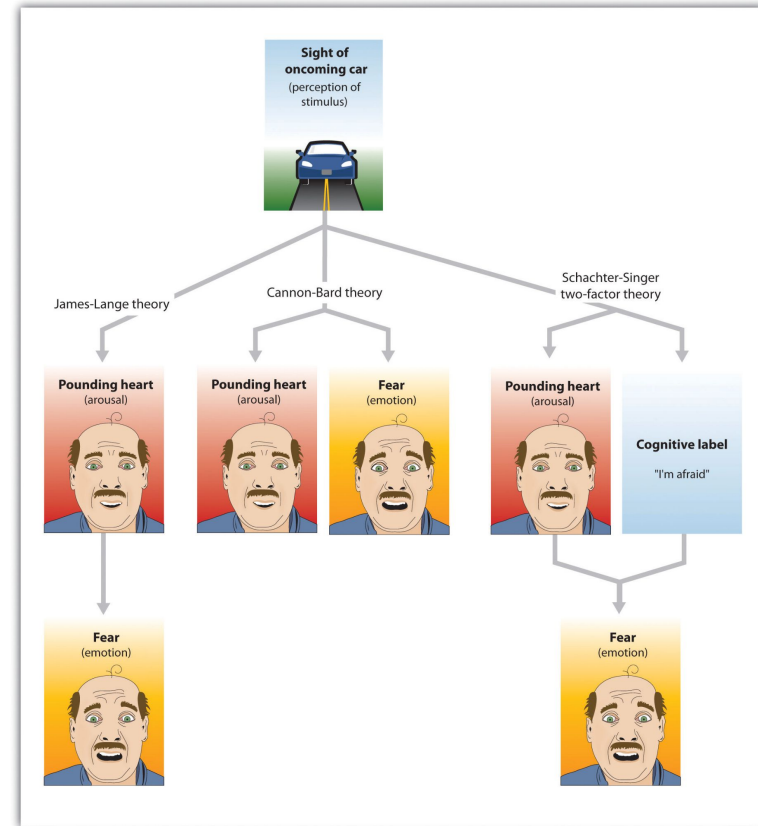 Sight of
oncoming car
(perception of
stimulus)
James-Lange theory
Cannon-Bard theory
Schachter-Singer
two-factor theory
Pounding heart
(arousal)
Pounding heart
(arousal)
Fear
(emotion)
Pounding heart
(arousal)
Cognitive label
"I'm afraid"
Fear
(emotion)
Fear
(emotion)